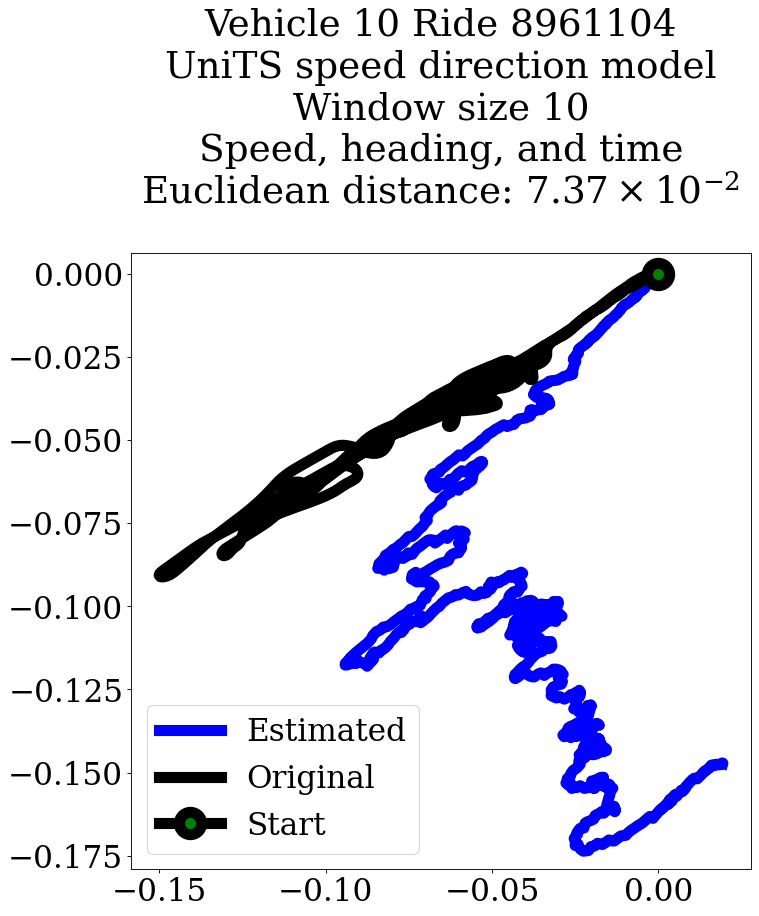 Vehicle 10 Ride 8961104
UniTS speed direction model
Window size 10
Speed, heading, and time
Euclidean distance: 7.37 × 10⁻²
0.000
−0.025
−0.050
−0.075
−0.100
−0.125
−0.150
−0.175
Estimated
Original
Start
−0.15
−0.10
−0.05
0.00